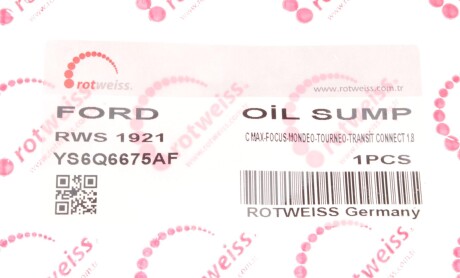 rotweiss.
www.rotweiss.com.tr
FORD
OiL SUMP
RWS 1921
C MAX-FOCUS-MONDEO-TOURNEO-TRANSIT CONNECT 1.8
YS6Q6675AF
1PCS
ROTWEISS Germany